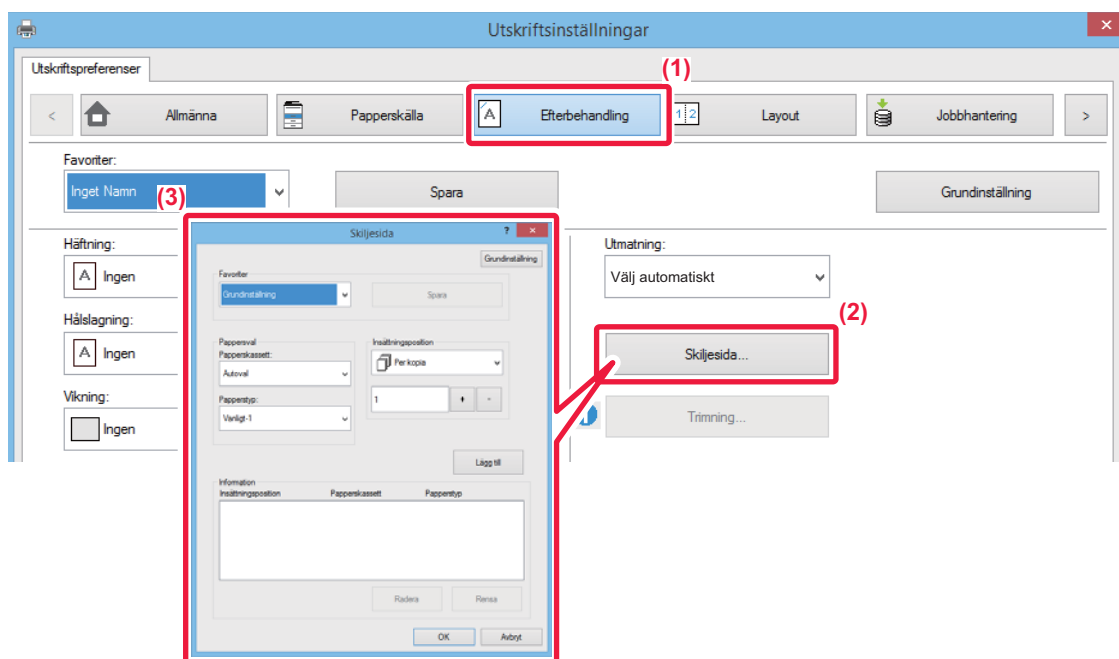 Utskriftsinställningar
Utskriftspreferenser
(1)
< Allmänna Papperskälla Efterbehandling Layout Jobbhantering >
Favoriter:
Inget Namn Spara Grundinställning
(3)
Häftning:
Ingen
Hålslagning:
Ingen
Vikning:
Ingen
Skiljesida ?
Grundinställning
Favoriter
Grundinställning Spara
Pappersval
Papperskassett:
Autoval
Papperstyp:
Vanligt-1
Insättningsposition
Per kopia
1 + -
Lägg till
Information
Insättningsposition Papperskassett Papperstyp
Radera Rensa
OK Avbryt
Utmatning:
Välj automatiskt
(2)
Skiljesida...
Trimning...